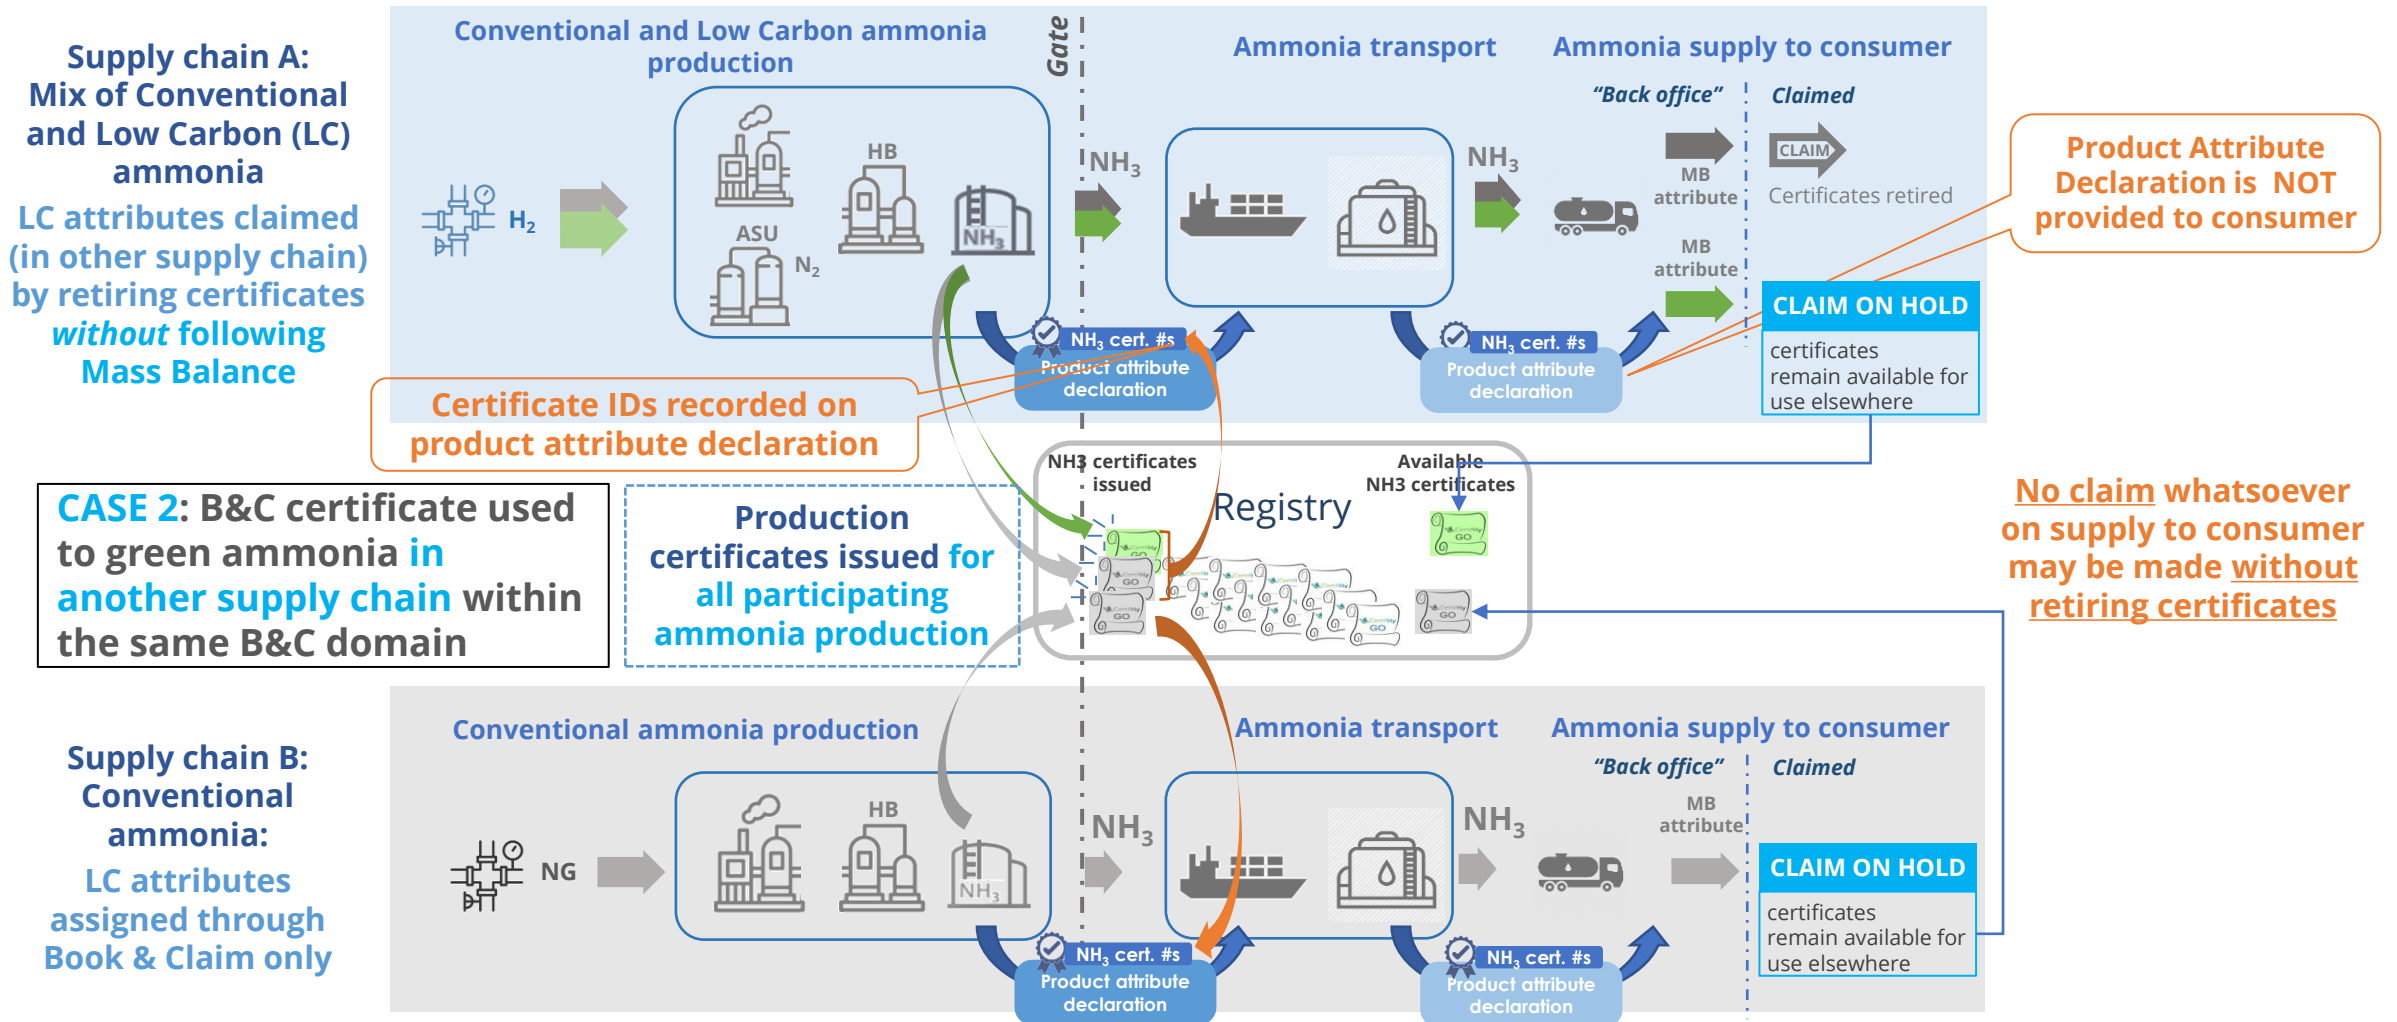 Supply chain A:
Mix of Conventional
and Low Carbon (LC)
ammonia
LC attributes claimed
(in other supply chain)
by retiring certificates
without following
Mass Balance
Conventional and Low Carbon ammonia
production
Gate
Ammonia transport
Ammonia supply to consumer
"Back office"
Claimed
H2
HB
ASU
N2
NH3
NH3
NH3
MB
attribute
CLAIM
Certificates retired
MB
attribute
CLAIM ON HOLD
certificates
remain available for
use elsewhere
Product Attribute
Declaration is NOT
provided to consumer
NH3 cert. #s
Product attribute
declaration
NH3 cert. #s
Product attribute
declaration
Certificate IDs recorded on
product attribute declaration
CASE 2: B&C certificate used
to green ammonia in
another supply chain within
the same B&C domain
Production
certificates issued for
all participating
ammonia production
NH3 certificates
issued
Registry
Available
NH3 certificates
GO
GO
GO
GO
GO
GO
No claim whatsoever
on supply to consumer
may be made without
retiring certificates
Supply chain B:
Conventional
ammonia:
LC attributes
assigned through
Book & Claim only
Conventional ammonia production
Ammonia transport
Ammonia supply to consumer
"Back office"
Claimed
NG
HB
NH3
NH3
NH3
MB
attribute
CLAIM ON HOLD
certificates
remain available for
use elsewhere
NH3 cert. #s
Product attribute
declaration
NH3 cert. #s
Product attribute
declaration